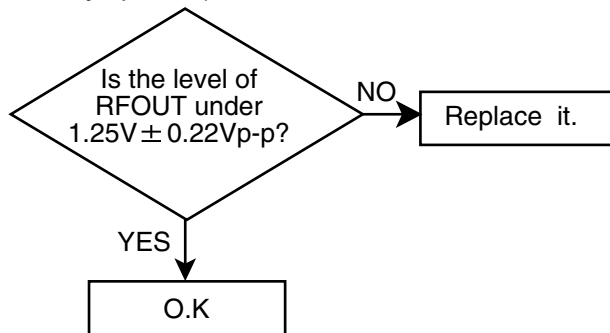 Is the level of
RFOUT under
1.25V ± 0.22Vp-p?
NO
Replace it.
YES
O.K